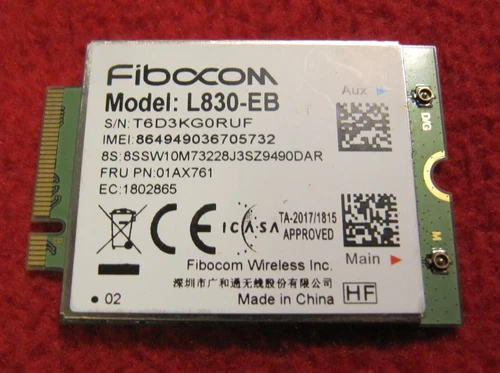 Fibocom
Model: L830-EB
Aux
S/N:T6D3KG0RUF
IMEI:864949036705732
8S:8SSW10M73228J3SZ9490DAR
FRU PN:01AX761
EC:1802865
D/G
CE
ICASA
TA-2017/1815
APPROVED
M
Fibocom Wireless Inc.
Main
深圳市广和通无线股份有限公司
02
Made in China
HF